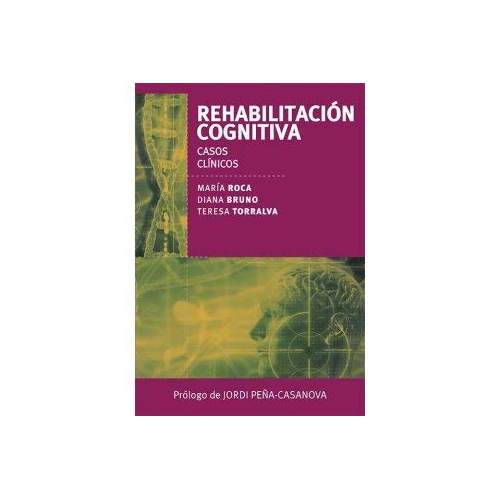 REHABILITACIÓN
COGNITIVA
CASOS
CLÍNICOS
MARÍA ROCA
DIANA BRUNO
TERESA TORRALVA
Prólogo de JORDI PEÑA-CASANOVA